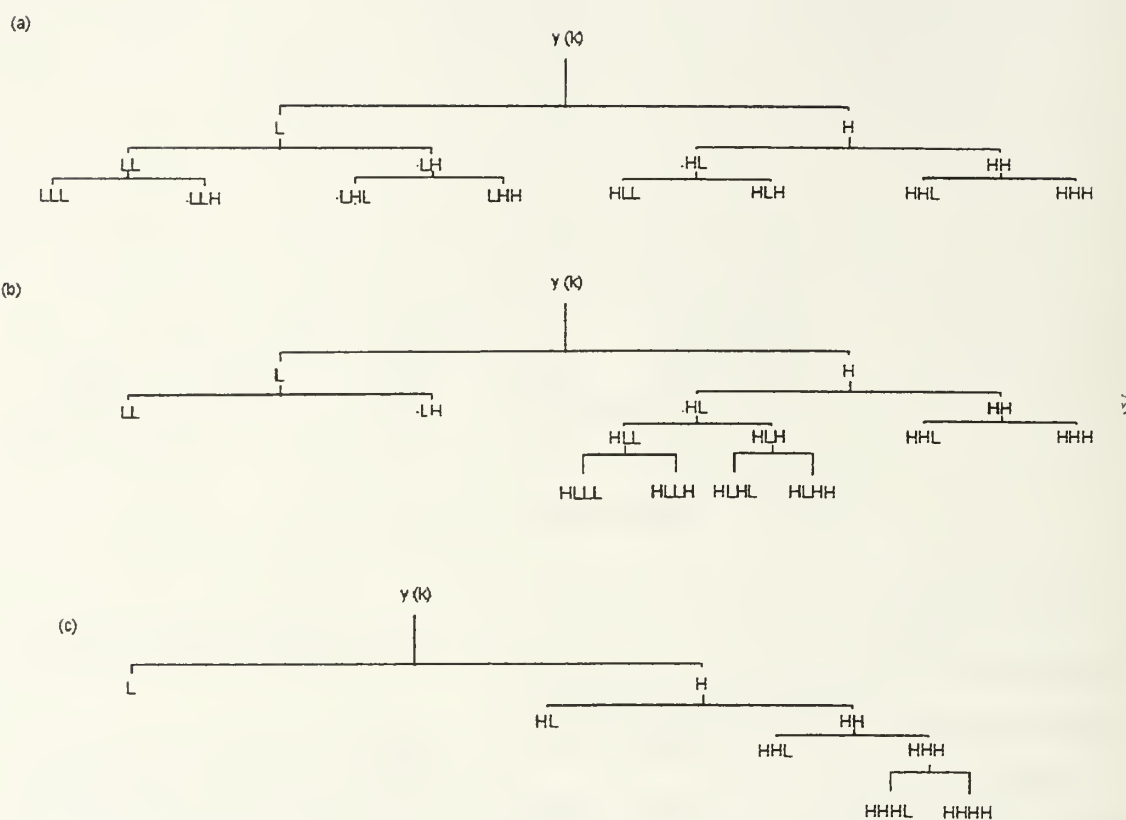 (a)
y (k)
L H
LL LH HL HH
LLL LLH LHL LHH HLL HLH HHL HHH
(b)
y (k)
L H
LL LH HL HH
HLL HLH HHL HHH
HLLL HLLH HLHL HLHH
(c)
y (k)
L H
HL HH
HHL HHH
HHHL HHHH